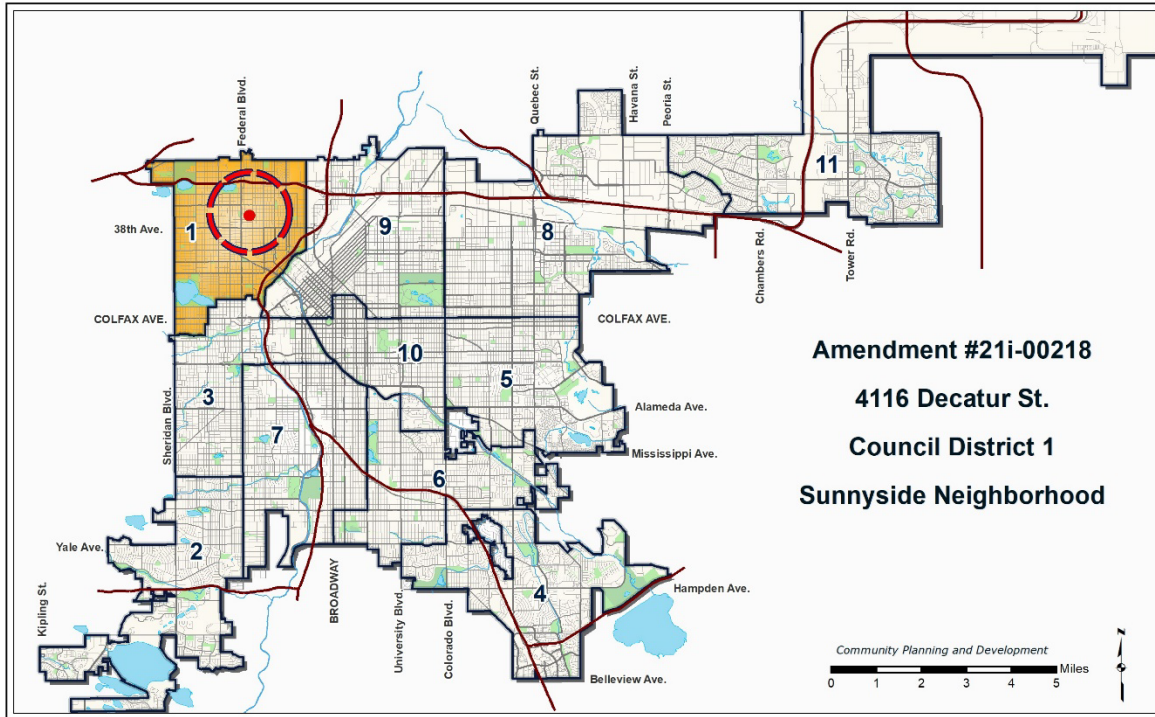 Federal Blvd.
Quebec St.
Havana St.
Peoria St.
11
1
9
8
38th Ave.
Chambers Rd.
Tower Rd.
COLFAX AVE.
COLFAX AVE.
10
5
3
7
Sheridan Blvd.
Alameda Ave.
Mississippi Ave.
6
2
Yale Ave.
4
Hampden Ave.
Kipling St.
BROADWAY
University Blvd.
Colorado Blvd.
Belleview Ave.
Amendment #21i-00218
4116 Decatur St.
Council District 1
Sunnyside Neighborhood
Community Planning and Development
Miles
0 1 2 3 4 5
N